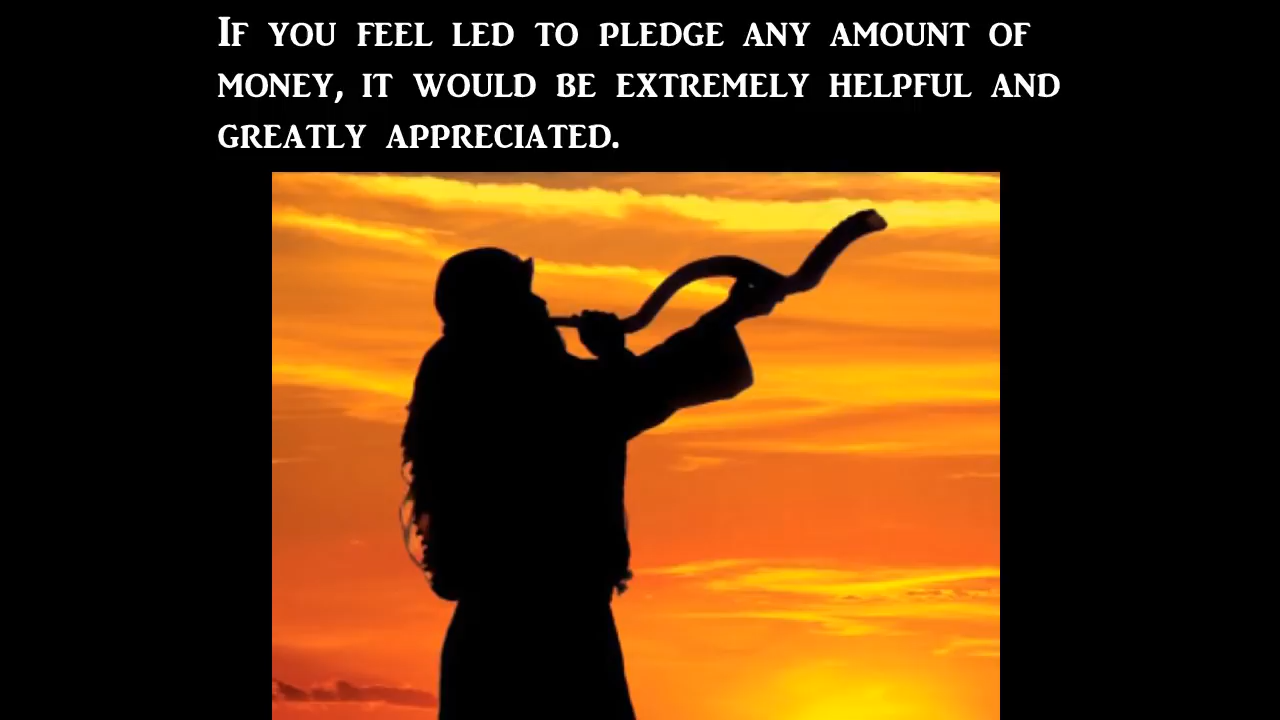 If you feel led to pledge any amount of
money, it would be extremely helpful and
greatly appreciated.